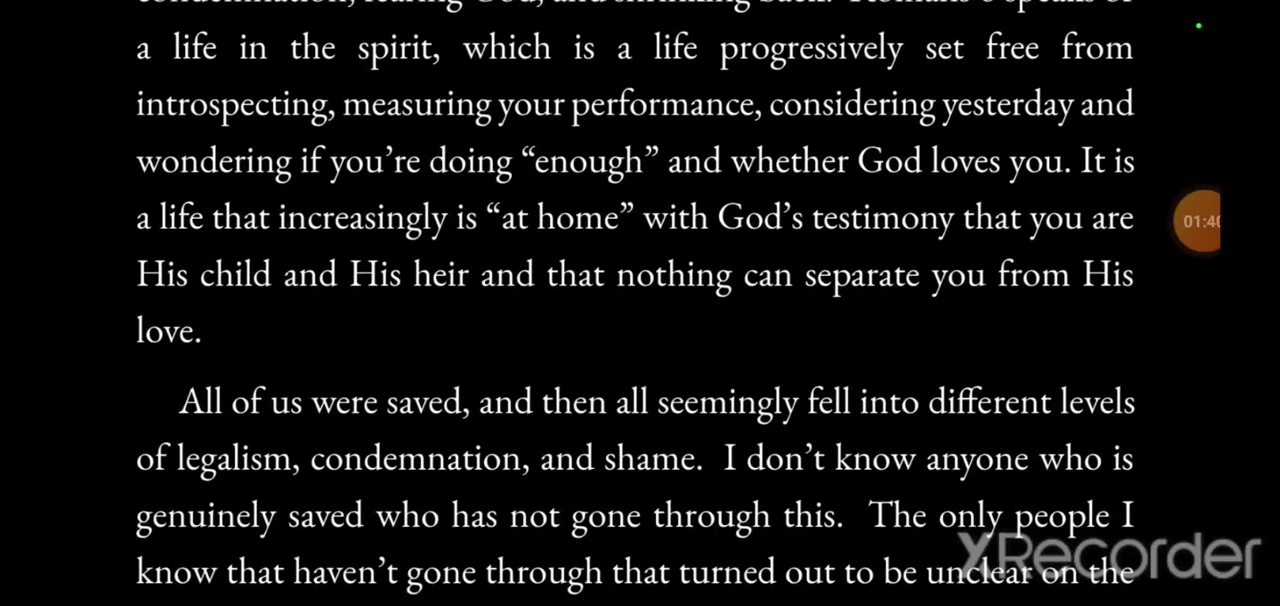 a life in the spirit, which is a life progressively set free from
introspecting, measuring your performance, considering yesterday and
wondering if you’re doing “enough” and whether God loves you. It is
a life that increasingly is “at home” with God’s testimony that you are
His child and His heir and that nothing can separate you from His
love.
All of us were saved, and then all seemingly fell into different levels
of legalism, condemnation, and shame. I don’t know anyone who is
genuinely saved who has not gone through this. The only people I
know that haven’t gone through that turned out to be unclear on the
01:40
XRecorder